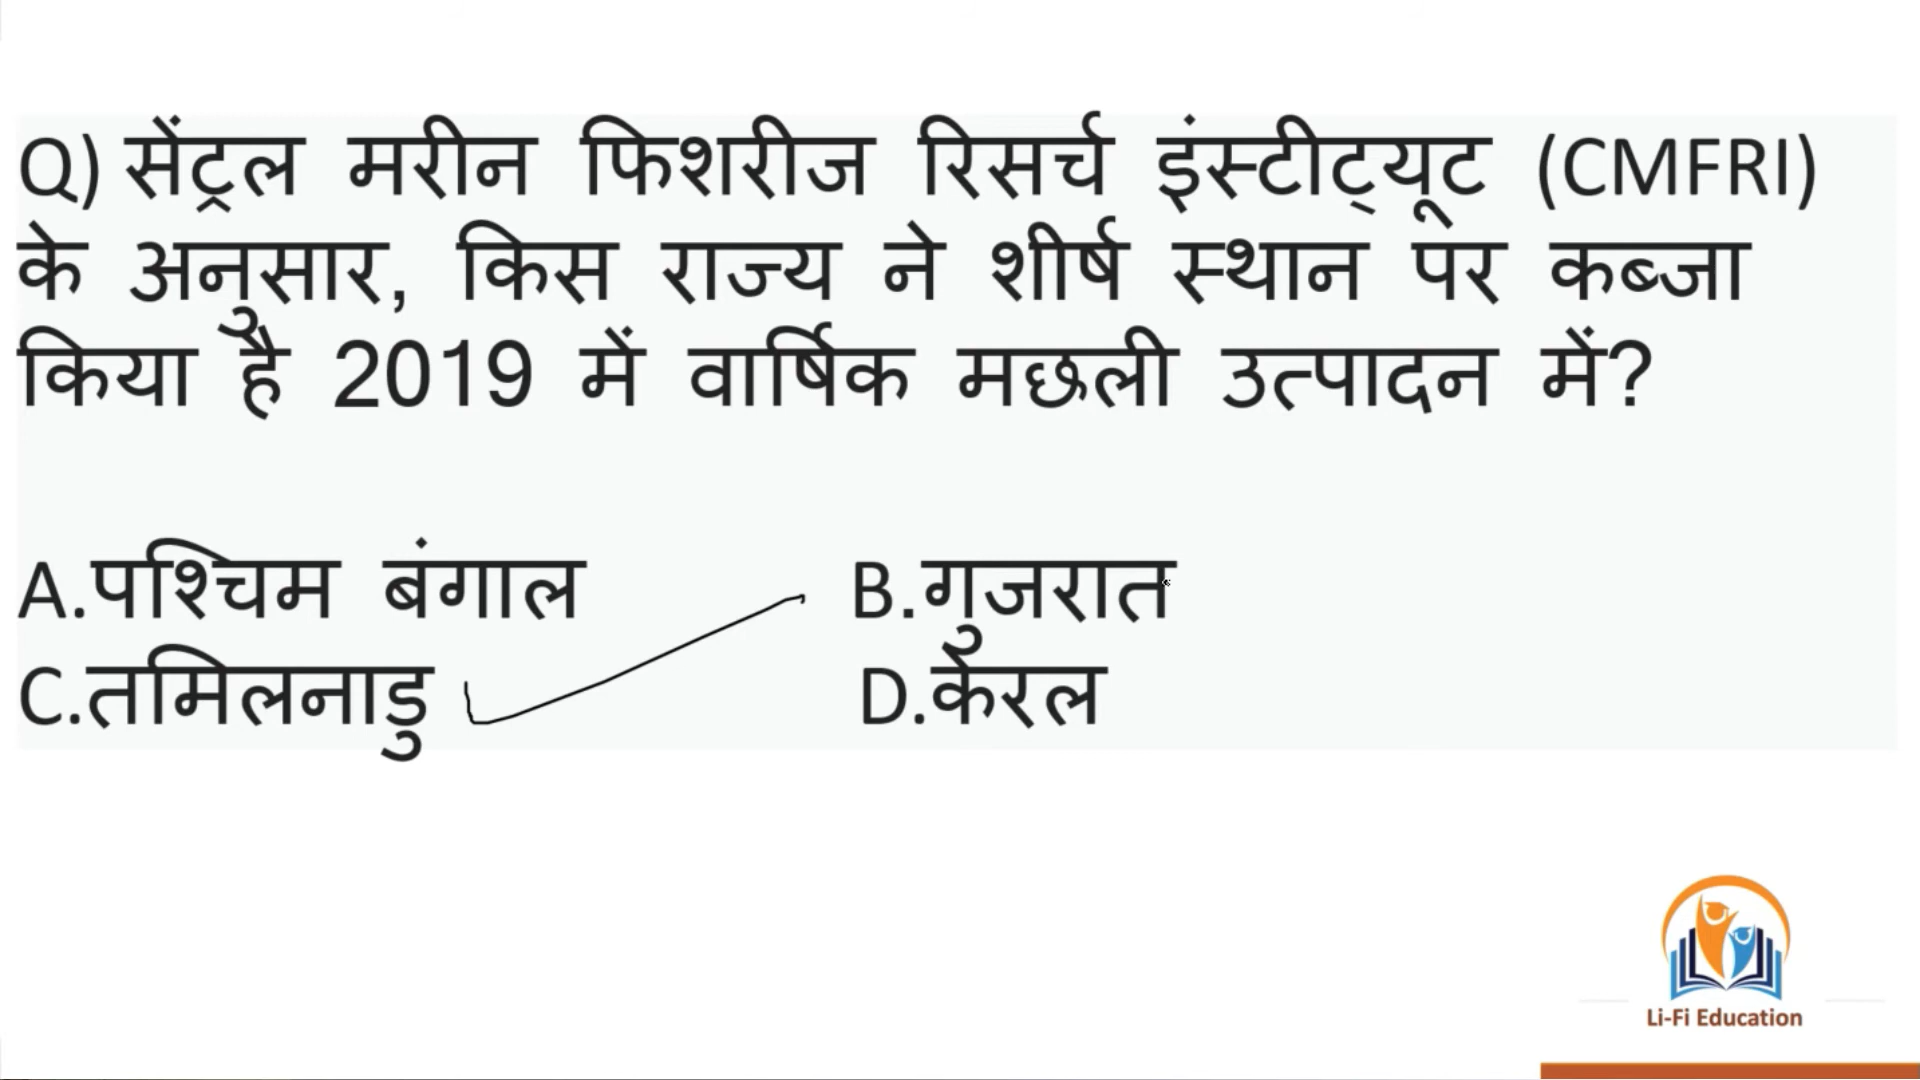 Q) सेंट्रल मरीन फिशरीज रिसर्च इंस्टीट्यूट (CMFRI)
के अनुसार, किस राज्य ने शीर्ष स्थान पर कब्जा
किया है 2019 में वार्षिक मछली उत्पादन में?
A.पश्चिम बंगाल B.गुजरात
C.तमिलनाडु D.केरल
Li-Fi Education